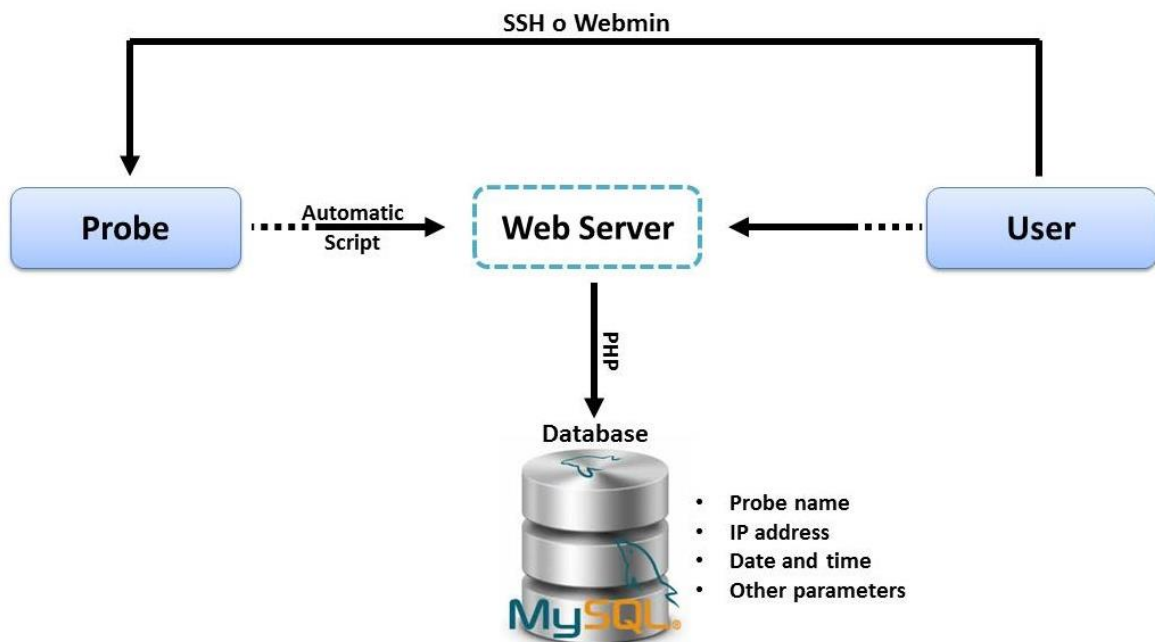 SSH o Webmin
Probe
Automatic
Script
Web Server
User
PHP
Database
• Probe name
• IP address
• Date and time
• Other parameters
MySQL®